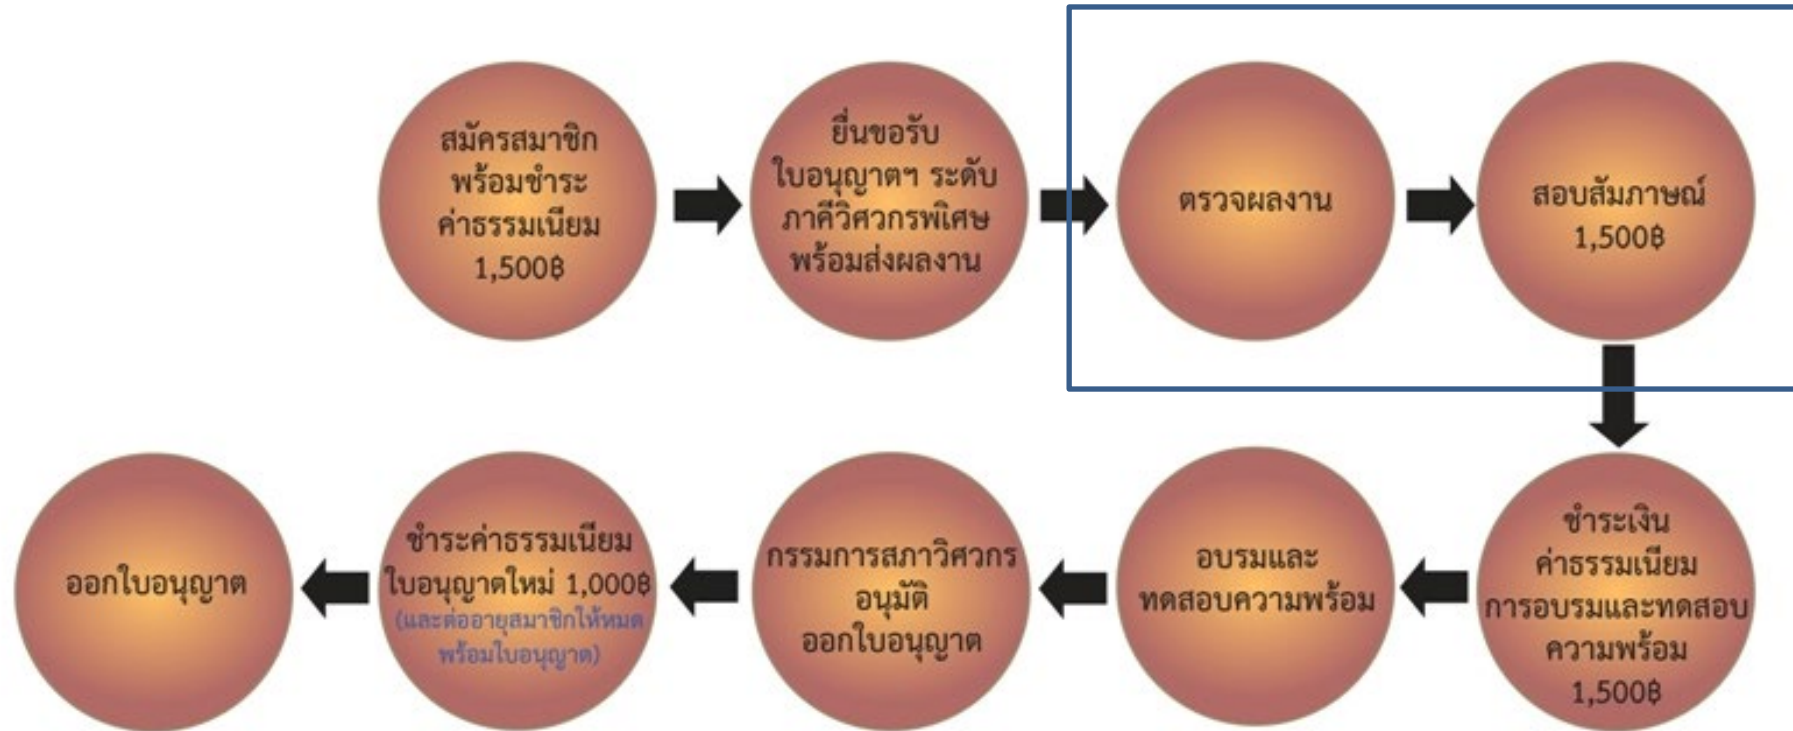 สมัครสมาชิก
พร้อมชำระ
ค่าธรรมเนียม
1,500฿
ยื่นขอรับ
ใบอนุญาตฯ ระดับ
ภาคีวิศวกรพิเศษ
พร้อมส่งผลงาน
ตรวจผลงาน
สอบสัมภาษณ์
1,500฿
ชำระเงิน
ค่าธรรมเนียม
การอบรมและทดสอบ
ความพร้อม
1,500฿
อบรมและ
ทดสอบความพร้อม
กรรมการสภาวิศวกร
อนุมัติ
ออกใบอนุญาต
ชำระค่าธรรมเนียม
ใบอนุญาตใหม่ 1,000฿
(และต่ออายุสมาชิกให้หมด
พร้อมใบอนุญาต)
ออกใบอนุญาต